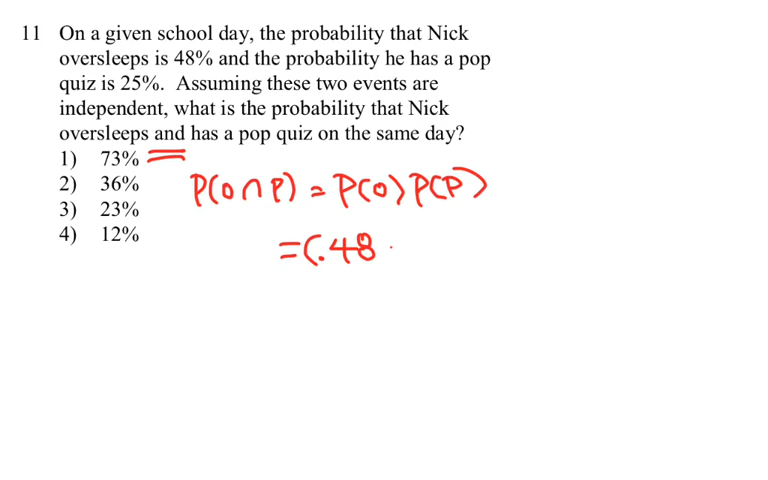 11 On a given school day, the probability that Nick
oversleeps is 48% and the probability he has a pop
quiz is 25%. Assuming these two events are
independent, what is the probability that Nick
oversleeps and has a pop quiz on the same day?
1) 73%
2) 36%
3) 23%
4) 12%
P(O∩P) = P(O) P(P)
=(.48